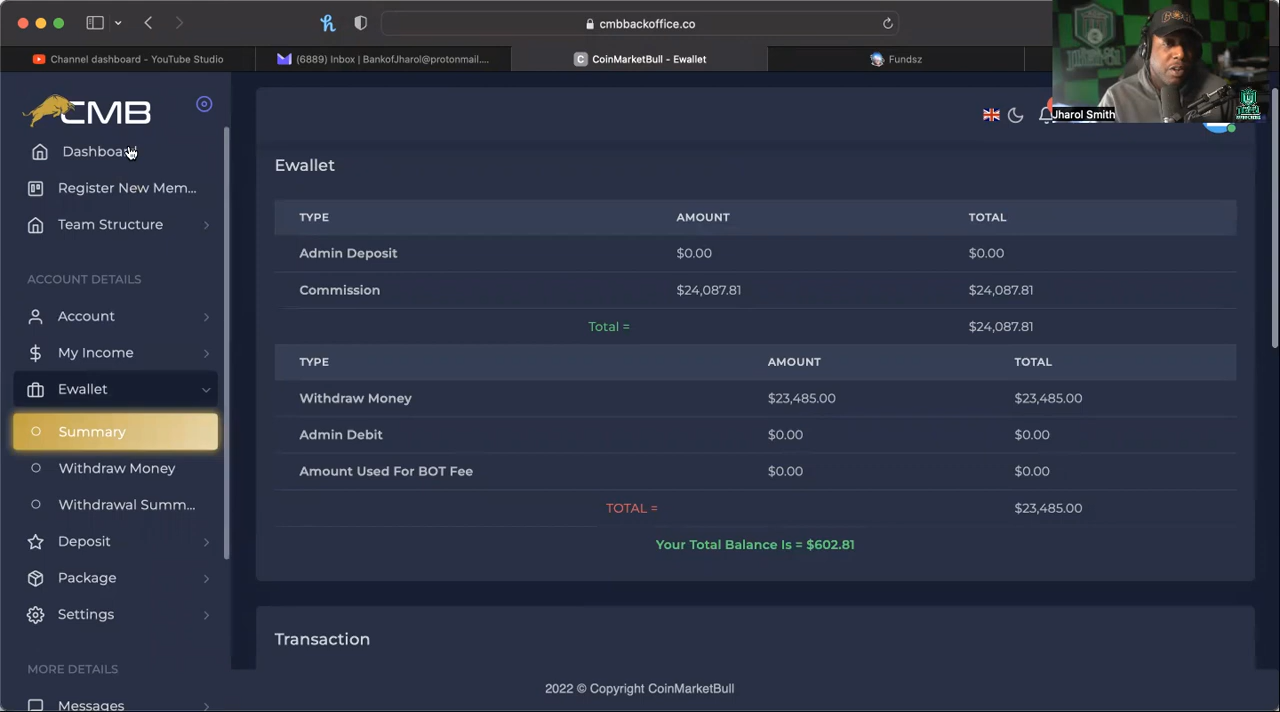 cmbbackoffice.co
Channel dashboard - YouTube Studio
(6889) Inbox | BankofJharol@protonmail....
C CoinMarketBull - Ewallet
Fundsz
Jharol Smith
CMB
Dashboa
Register New Mem...
Team Structure
ACCOUNT DETAILS
Account
My Income
Ewallet
Summary
Withdraw Money
Withdrawal Summ...
Deposit
Package
Settings
MORE DETAILS
Messages
Ewallet
TYPE AMOUNT TOTAL
Admin Deposit $0.00 $0.00
Commission $24,087.81 $24,087.81
Total = $24,087.81
TYPE AMOUNT TOTAL
Withdraw Money $23,485.00 $23,485.00
Admin Debit $0.00 $0.00
Amount Used For BOT Fee $0.00 $0.00
TOTAL = $23,485.00
Your Total Balance Is = $602.81
Transaction
2022 © Copyright CoinMarketBull